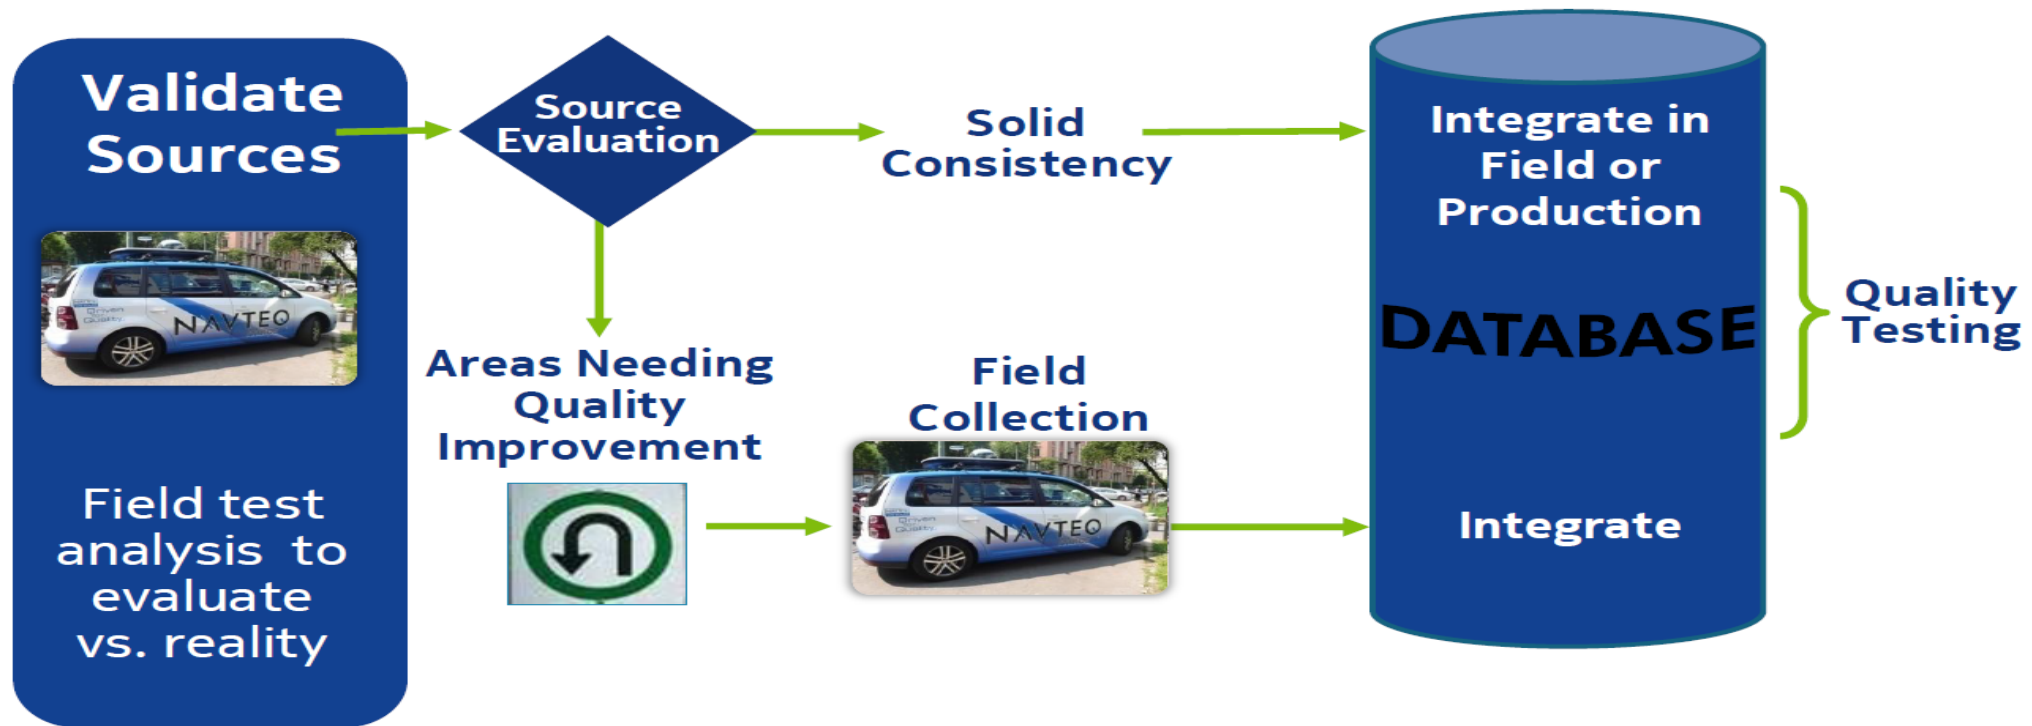 Validate
Sources
NAVTEQ
Field test
analysis to
evaluate
vs. reality
Source
Evaluation
Solid
Consistency
Areas Needing
Quality
Improvement
Field
Collection
NAVTEQ
Integrate in
Field or
Production
DATABASE
Integrate
Quality
Testing